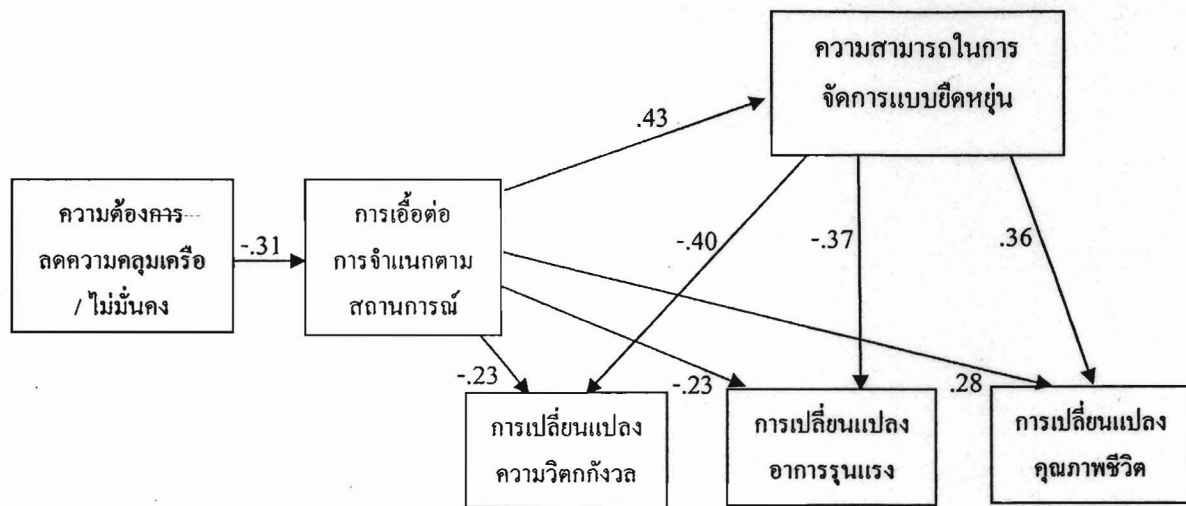 ความสามารถในการ
จัดการแบบยืดหยุ่น
.43
ความต้องการ
ลดความคลุมเครือ
/ ไม่มั่นคง
-.31
การเอื้อต่อ
การจำแนกตาม
สถานการณ์
-.40
-.37
.36
-.23
-.23
.28
การเปลี่ยนแปลง
ความวิตกกังวล
การเปลี่ยนแปลง
อาการรุนแรง
การเปลี่ยนแปลง
คุณภาพชีวิต